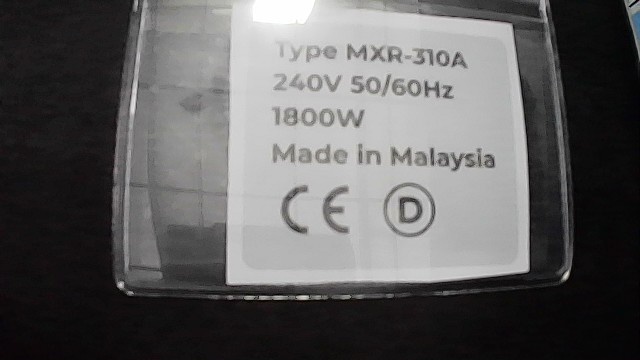 Type MXR-310A
240V 50/60Hz
1800W
Made in Malaysia
CE D